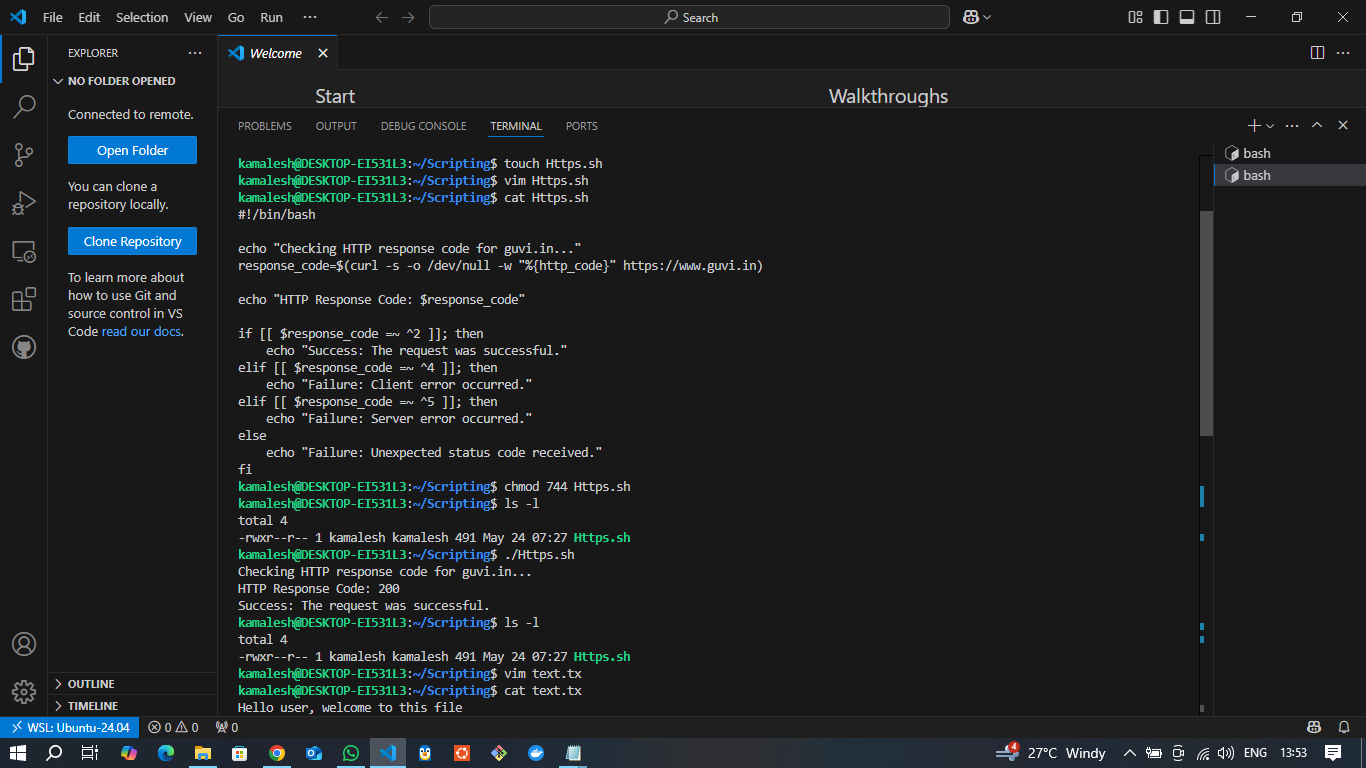 File Edit Selection View Go Run ···
Search
EXPLORER ···
NO FOLDER OPENED
Connected to remote.
Open Folder
You can clone a
repository locally.
Clone Repository
To learn more about
how to use Git and
source control in VS
Code read our docs.
OUTLINE
TIMELINE
Welcome
Start
Walkthroughs
PROBLEMS OUTPUT DEBUG CONSOLE TERMINAL PORTS
bash
bash
kamalesh@DESKTOP-EI531L3:~/Scripting$ touch Https.sh
kamalesh@DESKTOP-EI531L3:~/Scripting$ vim Https.sh
kamalesh@DESKTOP-EI531L3:~/Scripting$ cat Https.sh
#!/bin/bash
echo "Checking HTTP response code for guvi.in..."
response_code=$(curl -s -o /dev/null -w "%{http_code}" https://www.guvi.in)
echo "HTTP Response Code: $response_code"
if [[ $response_code =~ ^2 ]]; then
    echo "Success: The request was successful."
elif [[ $response_code =~ ^4 ]]; then
    echo "Failure: Client error occurred."
elif [[ $response_code =~ ^5 ]]; then
    echo "Failure: Server error occurred."
else
    echo "Failure: Unexpected status code received."
fi
kamalesh@DESKTOP-EI531L3:~/Scripting$ chmod 744 Https.sh
kamalesh@DESKTOP-EI531L3:~/Scripting$ ls -l
total 4
-rwxr--r-- 1 kamalesh kamalesh 491 May 24 07:27 Https.sh
kamalesh@DESKTOP-EI531L3:~/Scripting$ ./Https.sh
Checking HTTP response code for guvi.in...
HTTP Response Code: 200
Success: The request was successful.
kamalesh@DESKTOP-EI531L3:~/Scripting$ ls -l
total 4
-rwxr--r-- 1 kamalesh kamalesh 491 May 24 07:27 Https.sh
kamalesh@DESKTOP-EI531L3:~/Scripting$ vim text.tx
kamalesh@DESKTOP-EI531L3:~/Scripting$ cat text.tx
Hello user, welcome to this file
WSL: Ubuntu-24.04 0 0 0
4 27°C Windy ENG 13:53